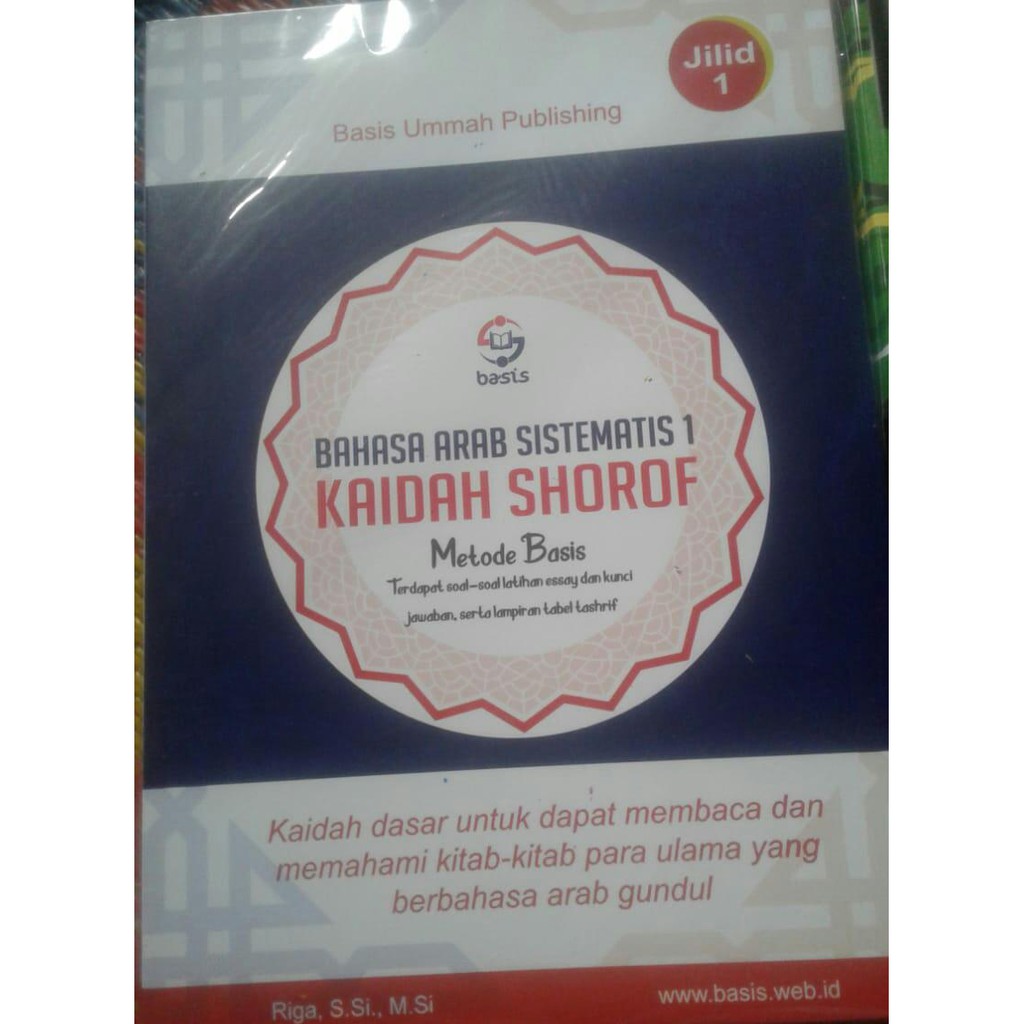 Jilid
1
Basis Ummah Publishing
basis
BAHASA ARAB SISTEMATIS 1
KAIDAH SHOROF
Metode Basis
Terdapat soal-soal latihan essay dan kunci
jawaban, serta lampiran tabel tashrif
Kaidah dasar untuk dapat membaca dan
memahami kitab-kitab para ulama yang
berbahasa arab gundul
Riga, S.Si., M.Si
www.basis.web.id